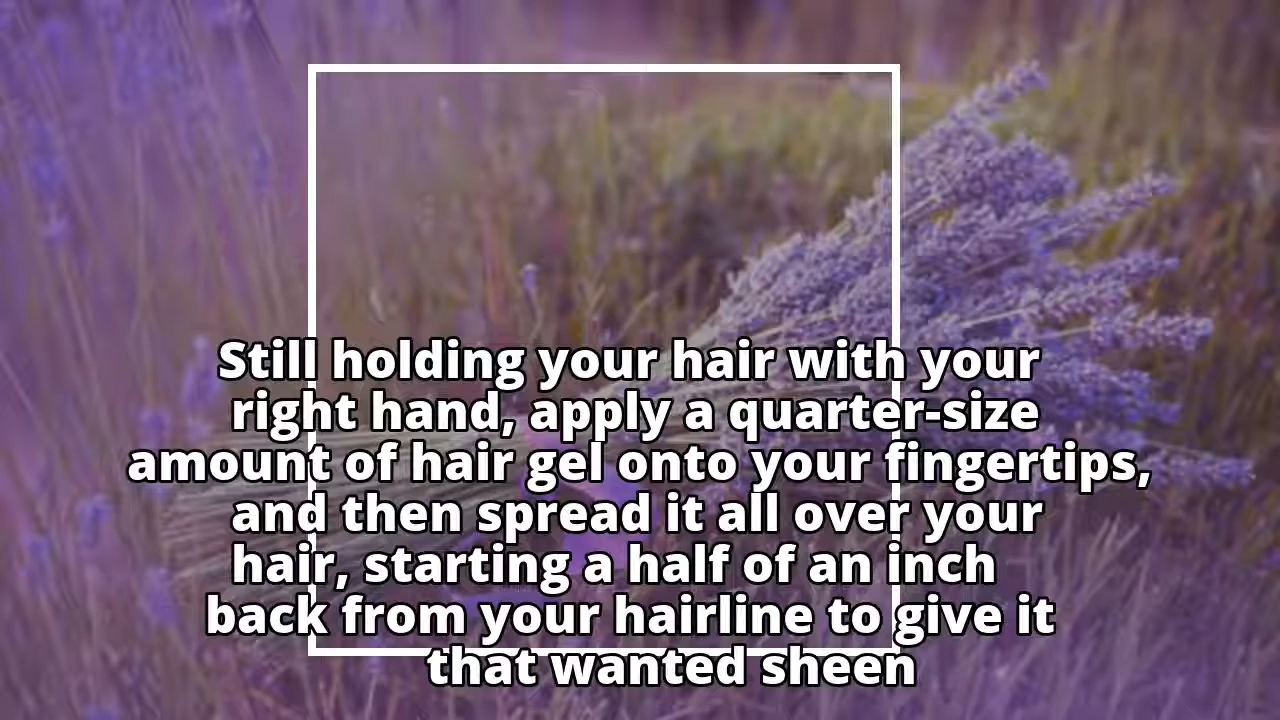 Still holding your hair with your
right hand, apply a quarter-size
amount of hair gel onto your fingertips,
and then spread it all over your
hair, starting a half of an inch
back from your hairline to give it
that wanted sheen